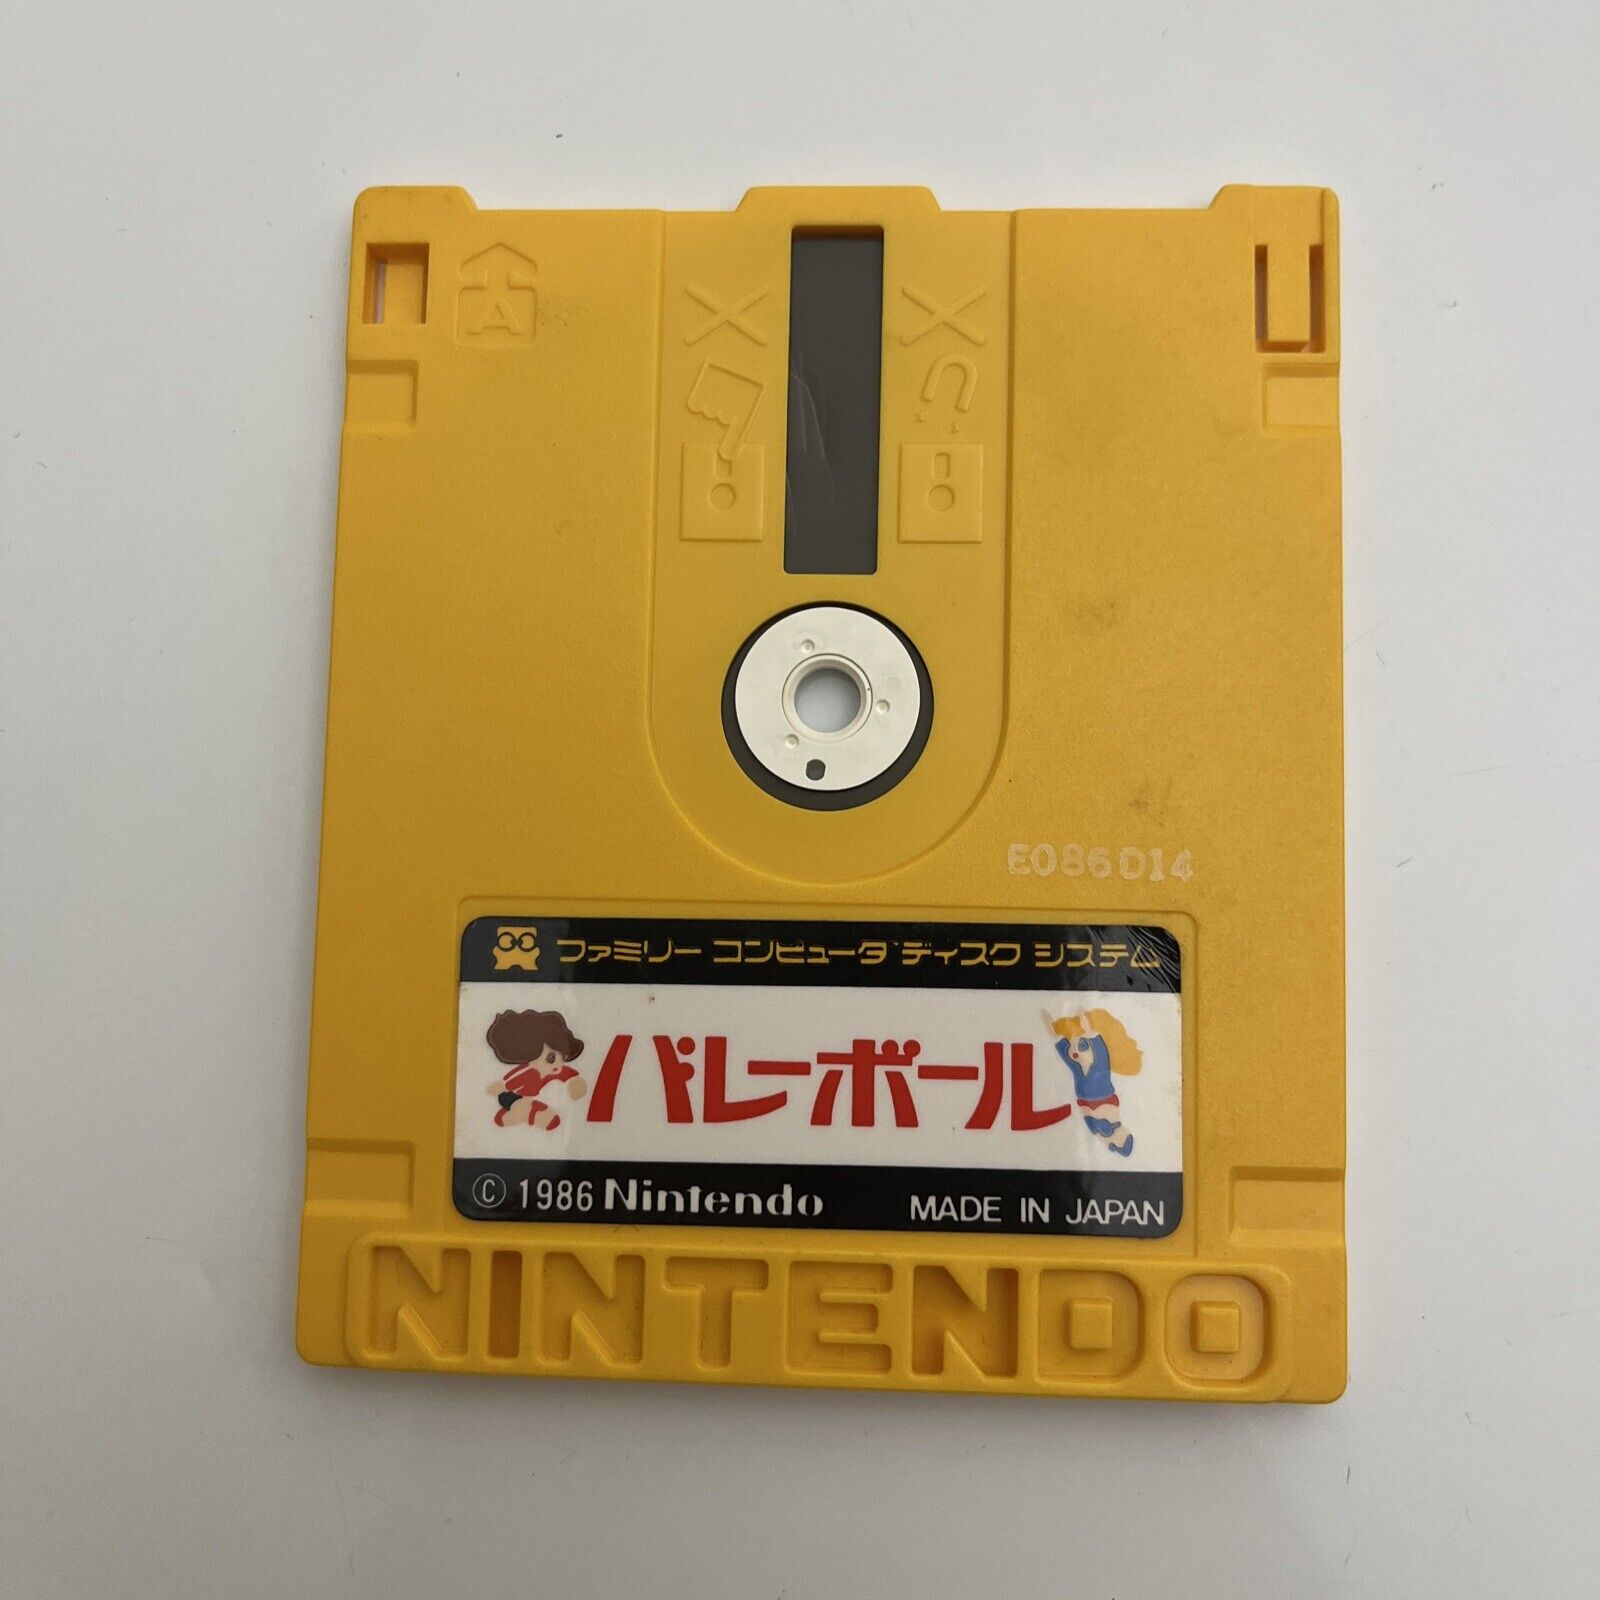 A
E086D14
ファミリー コンピュータ ディスク システム
バレーボール
© 1986 Nintendo MADE IN JAPAN
NINTENDO